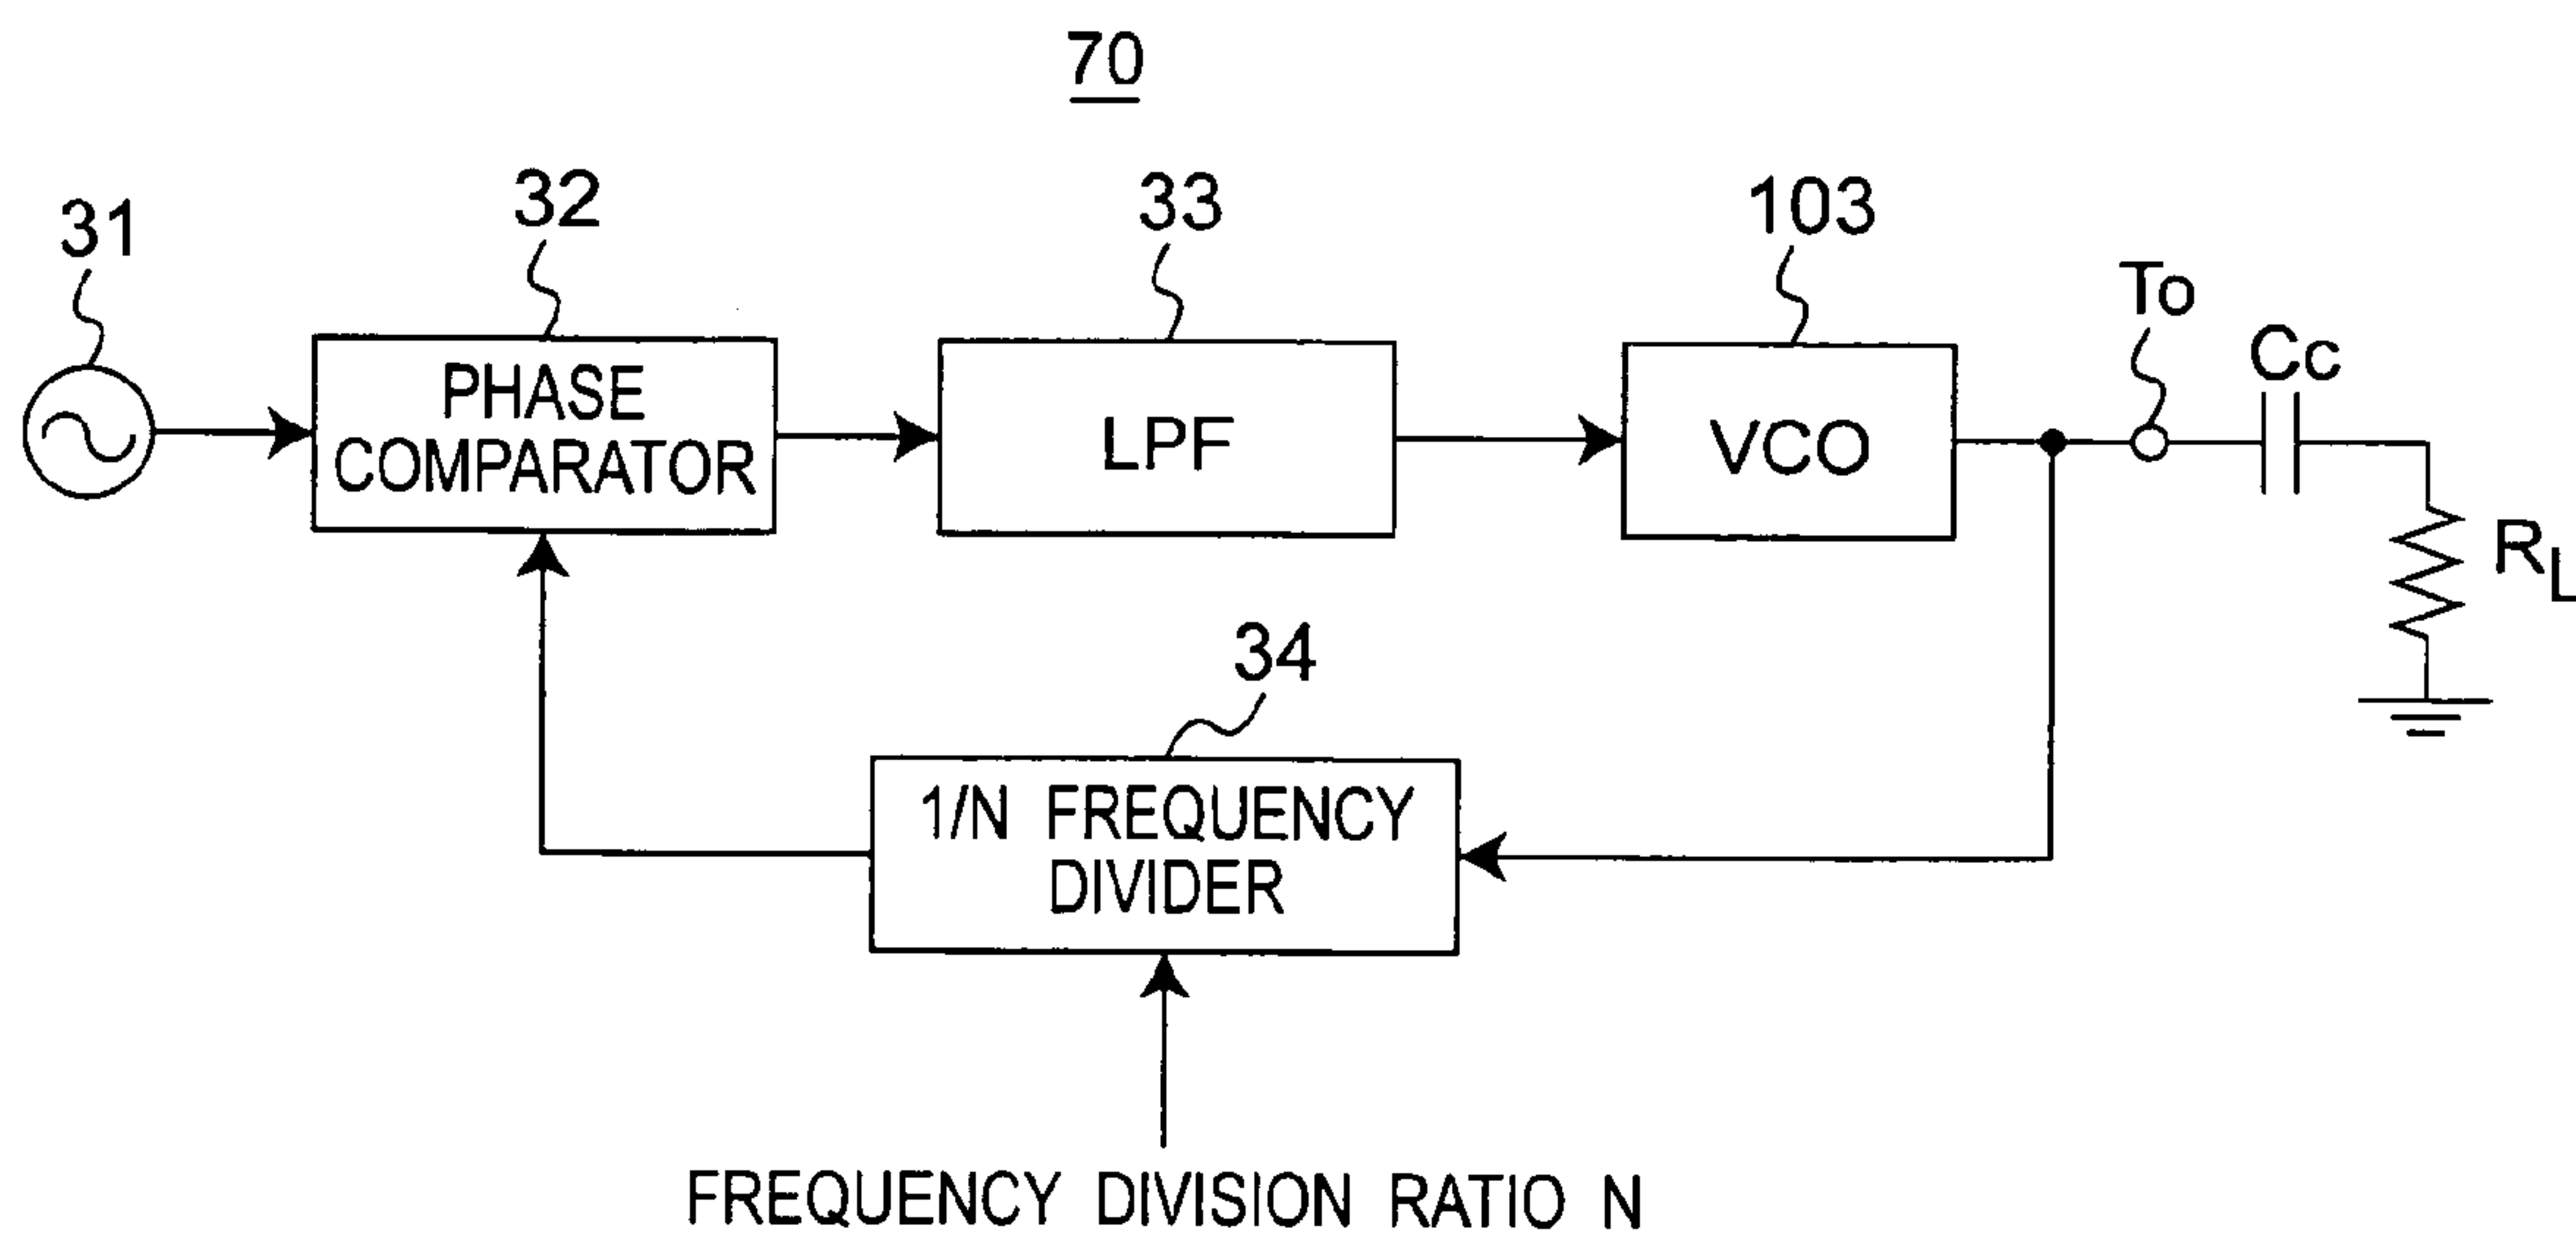 70
31
32
33
103
To
Cc
PHASE
COMPARATOR
LPF
VCO
RL
34
1/N FREQUENCY
DIVIDER
FREQUENCY DIVISION RATIO N